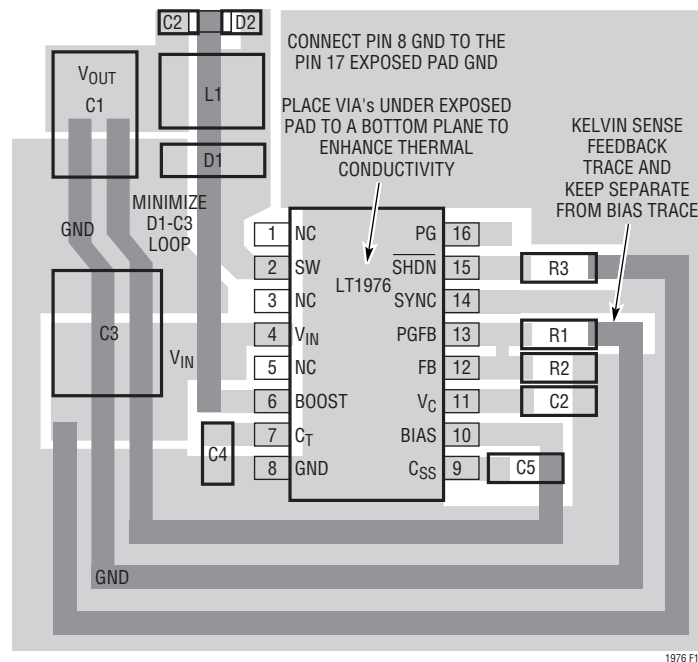 C2
D2
CONNECT PIN 8 GND TO THE
PIN 17 EXPOSED PAD GND
VOUT
C1
L1
PLACE VIA's UNDER EXPOSED
PAD TO A BOTTOM PLANE TO
ENHANCE THERMAL
CONDUCTIVITY
KELVIN SENSE
FEEDBACK
TRACE AND
KEEP SEPARATE
FROM BIAS TRACE
D1
MINIMIZE
D1-C3
LOOP
GND
1 NC
PG 16
2 SW
SHDN 15
R3
LT1976
3 NC
SYNC 14
C3
4 VIN
PGFB 13
R1
VIN
5 NC
FB 12
R2
6 BOOST
VC 11
C2
7 CT
BIAS 10
C4
8 GND
CSS 9
C5
GND